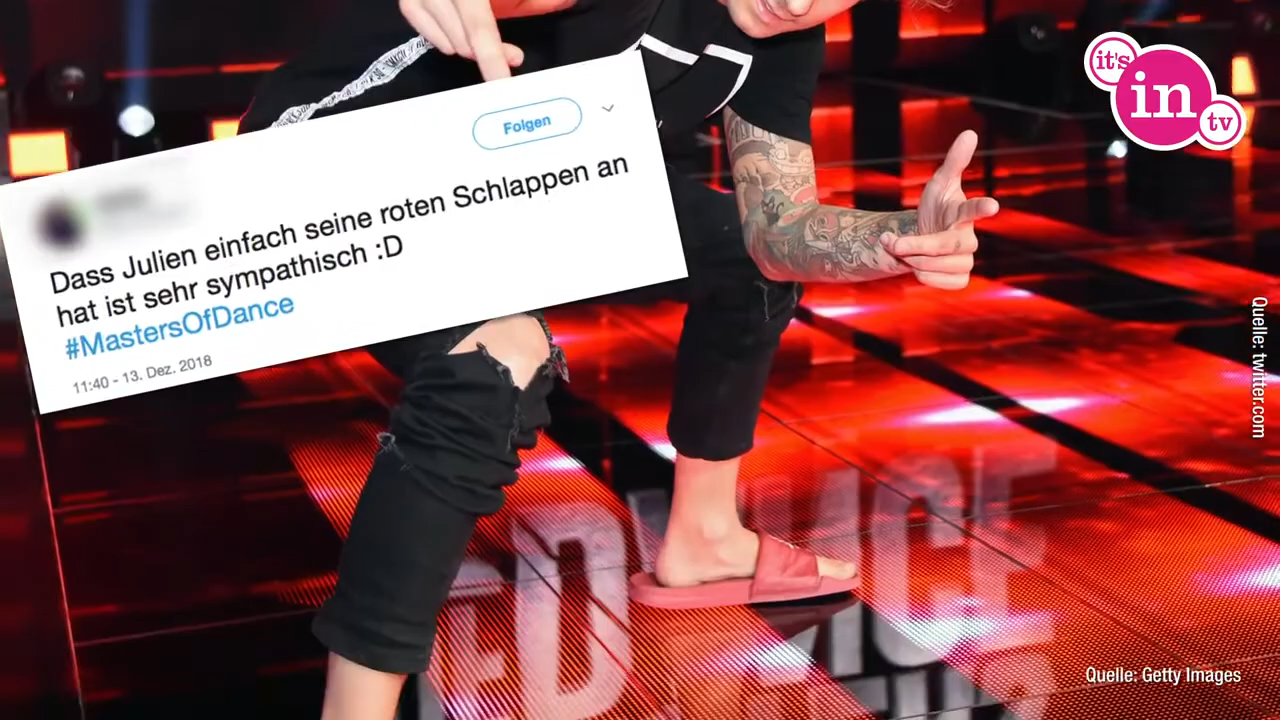 it's
in
tv
Folgen
Dass Julien einfach seine roten Schlappen an
hat ist sehr sympathisch :D
#MastersOfDance
11:40 - 13. Dez. 2018
Quelle: twitter.com
DANCE
Quelle: Getty Images